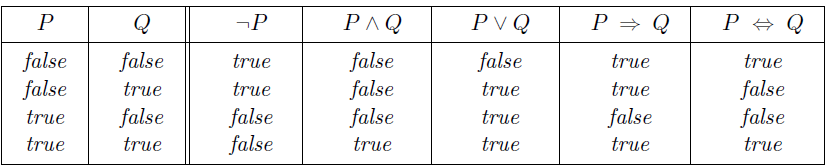 P Q ¬P P ∧ Q P ∨ Q P ⇒ Q P ⇔ Q
false false true false false true true
false true true false true true false
true false false false true false false
true true false true true true true